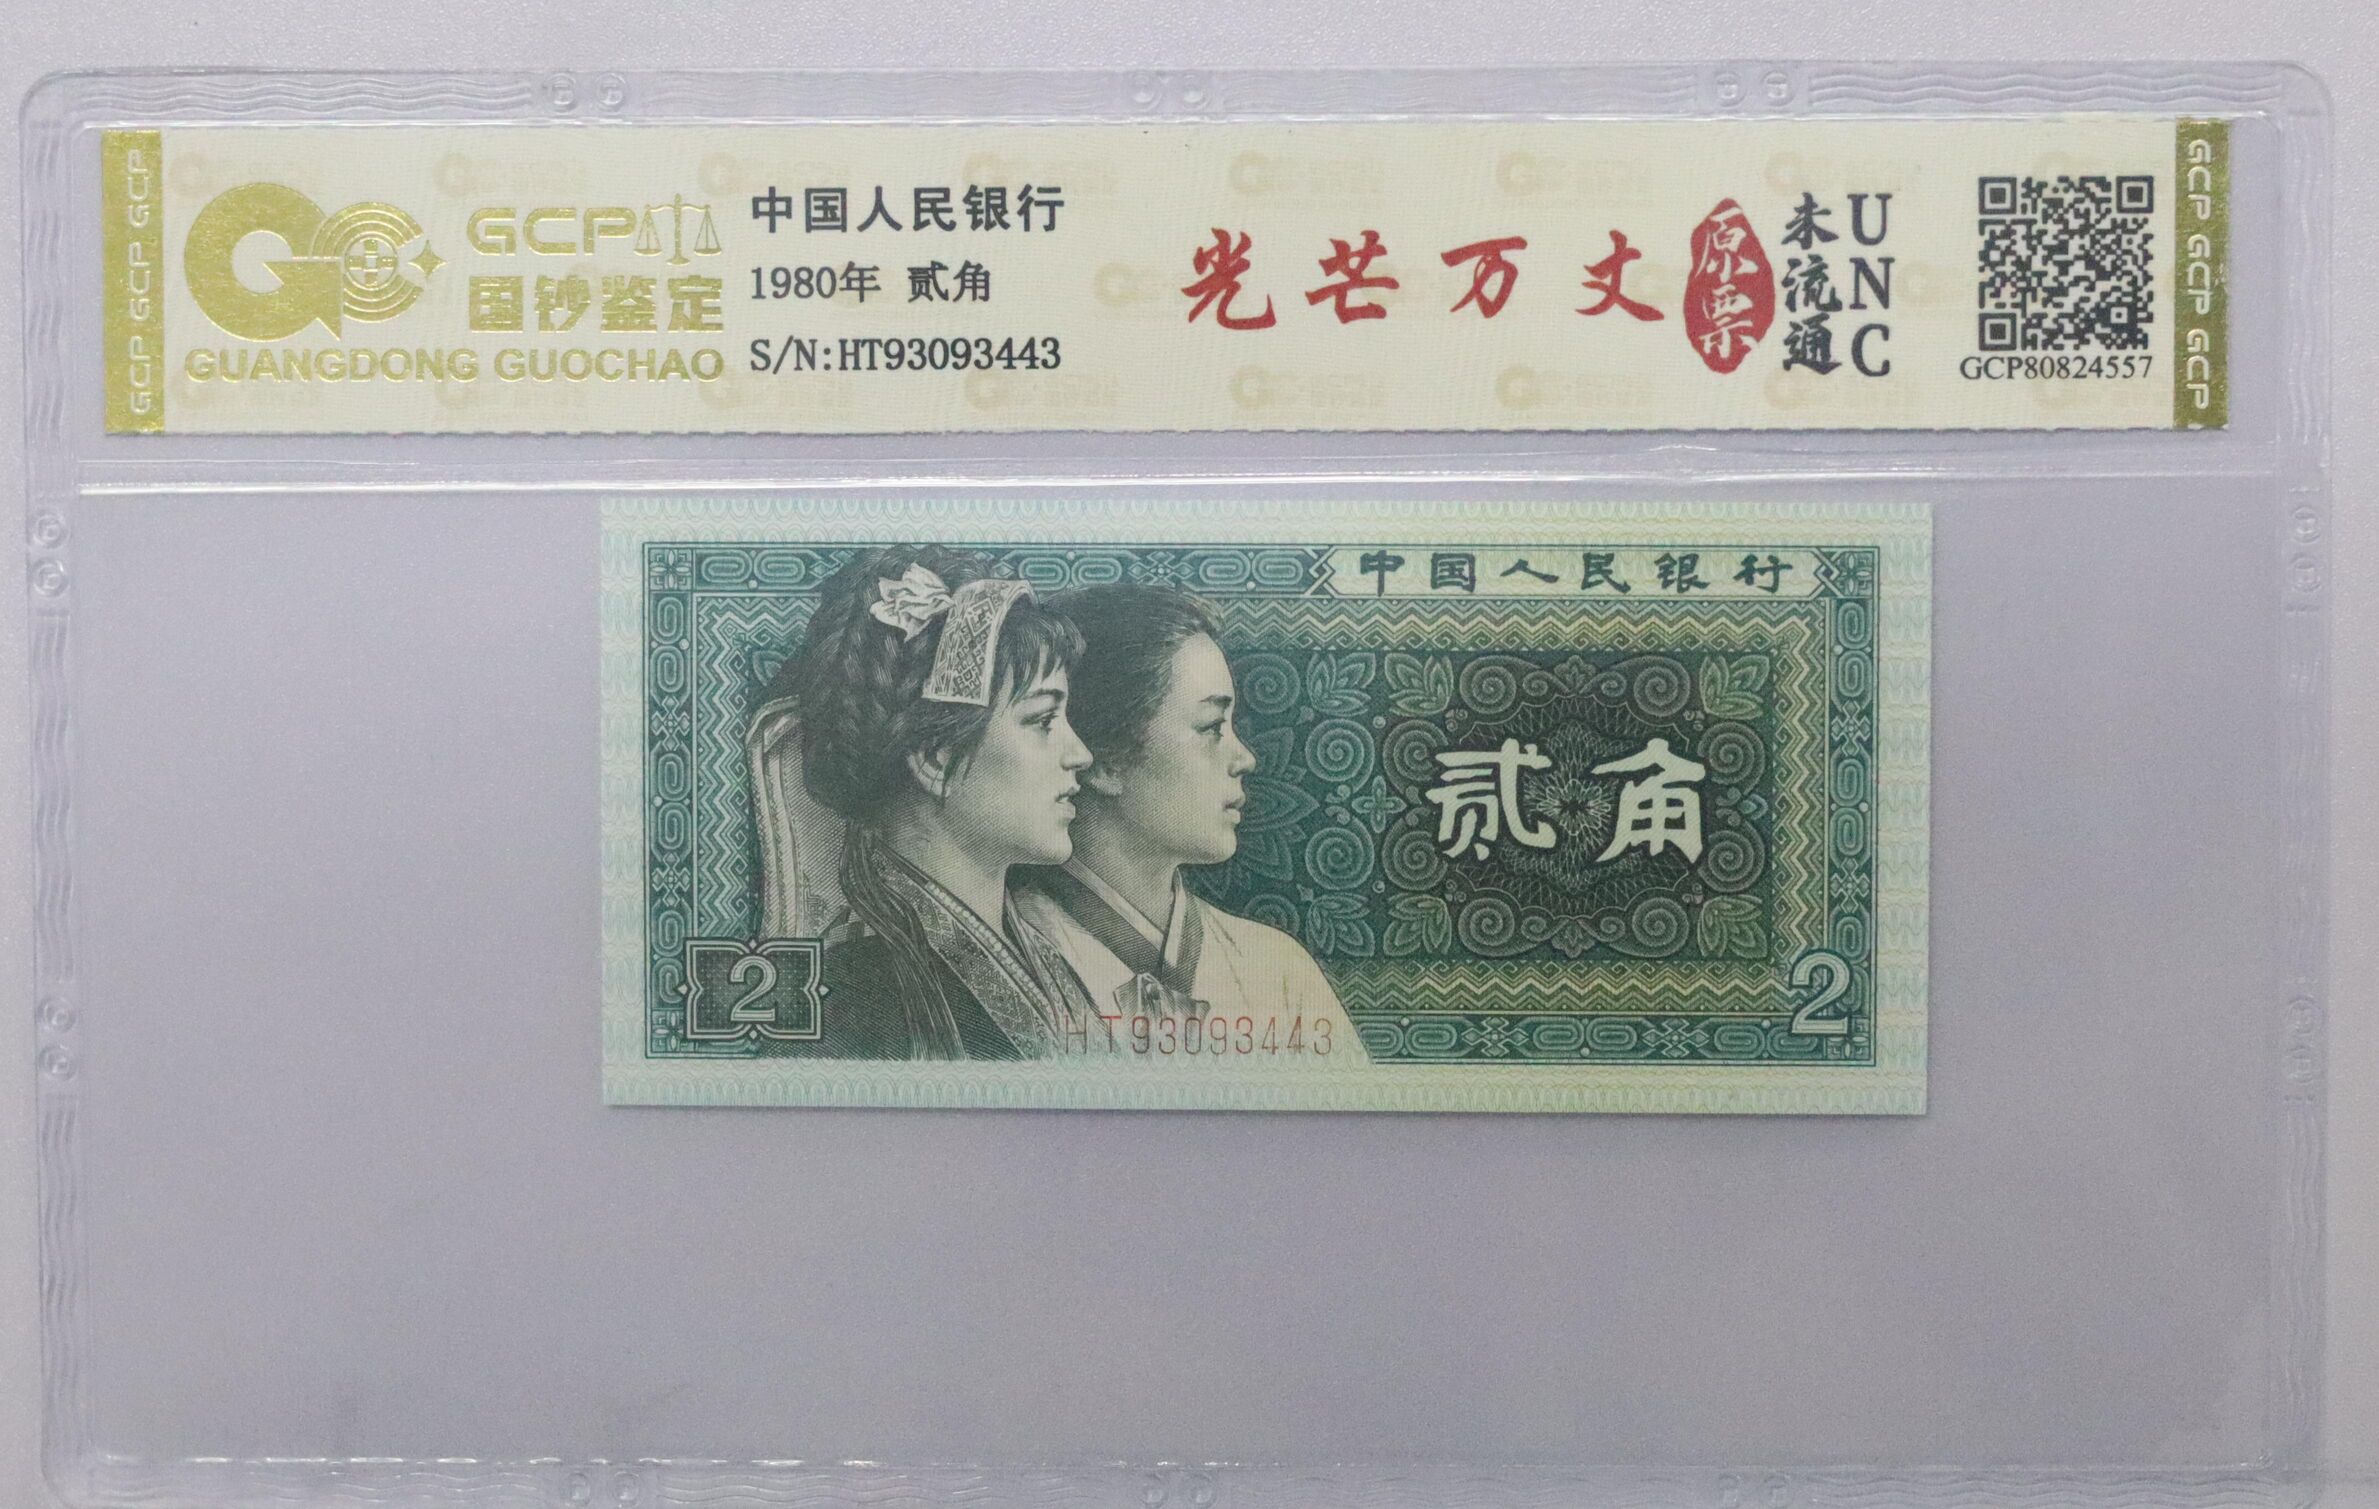 GCP GCP GCP
GCP
国钞鉴定
GUANGDONG GUOCHAO
中国人民银行
1980年 贰角
S/N:HT93093443
光芒万丈
原票
未流通
UNC
GCP80824557
GCP GCP GCP
中国人民银行
贰角
2
2
HT93093443